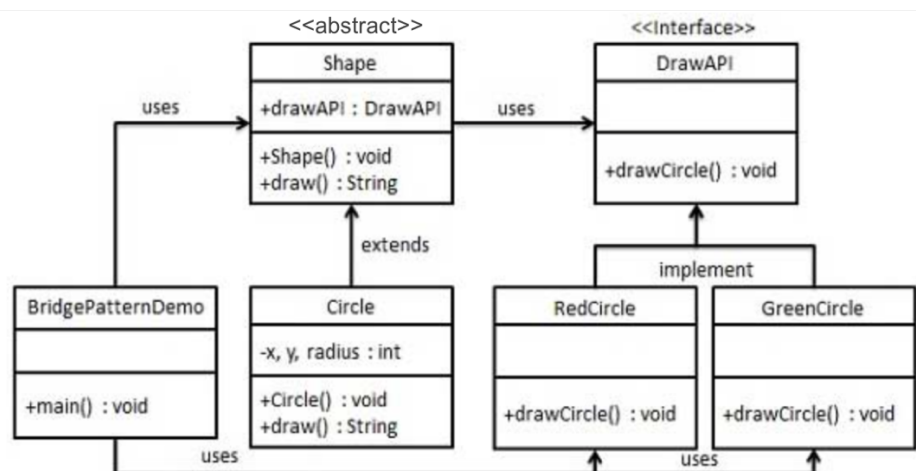 <<abstract>>
Shape
+drawAPI : DrawAPI
+Shape() : void
+draw() : String
uses
uses
<<Interface>>
DrawAPI
+drawCircle() : void
extends
implement
BridgePatternDemo
+main() : void
Circle
-x, y, radius : int
+Circle() : void
+draw() : String
RedCircle
+drawCircle() : void
GreenCircle
+drawCircle() : void
uses
uses